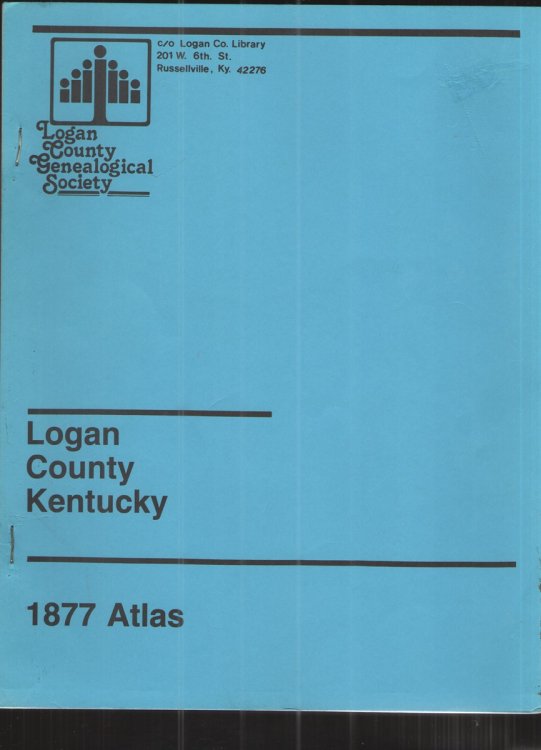 c/o Logan Co. Library
201 W. 6th. St.
Russellville, Ky. 42276
Logan
County
Genealogical
Society
Logan
County
Kentucky
1877 Atlas